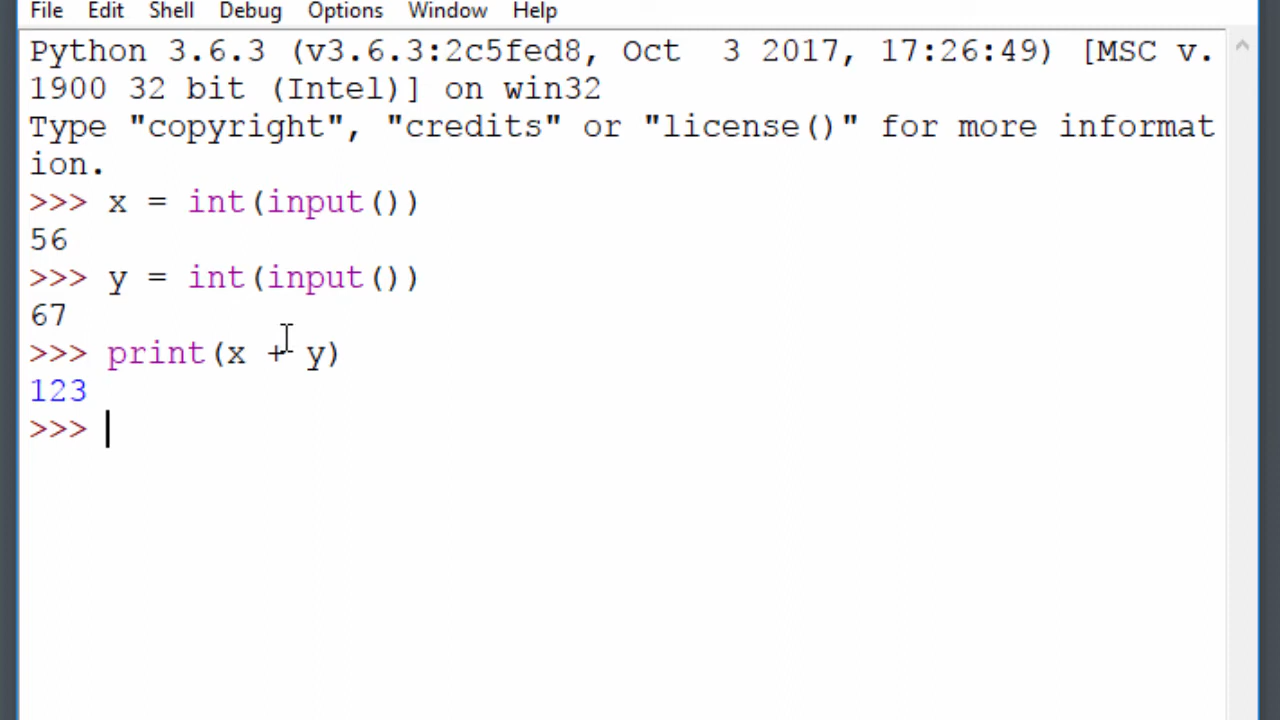 File Edit Shell Debug Options Window Help
Python 3.6.3 (v3.6.3:2c5fed8, Oct  3 2017, 17:26:49) [MSC v.
1900 32 bit (Intel)] on win32
Type "copyright", "credits" or "license()" for more informat
ion.
>>> x = int(input())
56
>>> y = int(input())
67
>>> print(x + y)
123
>>>